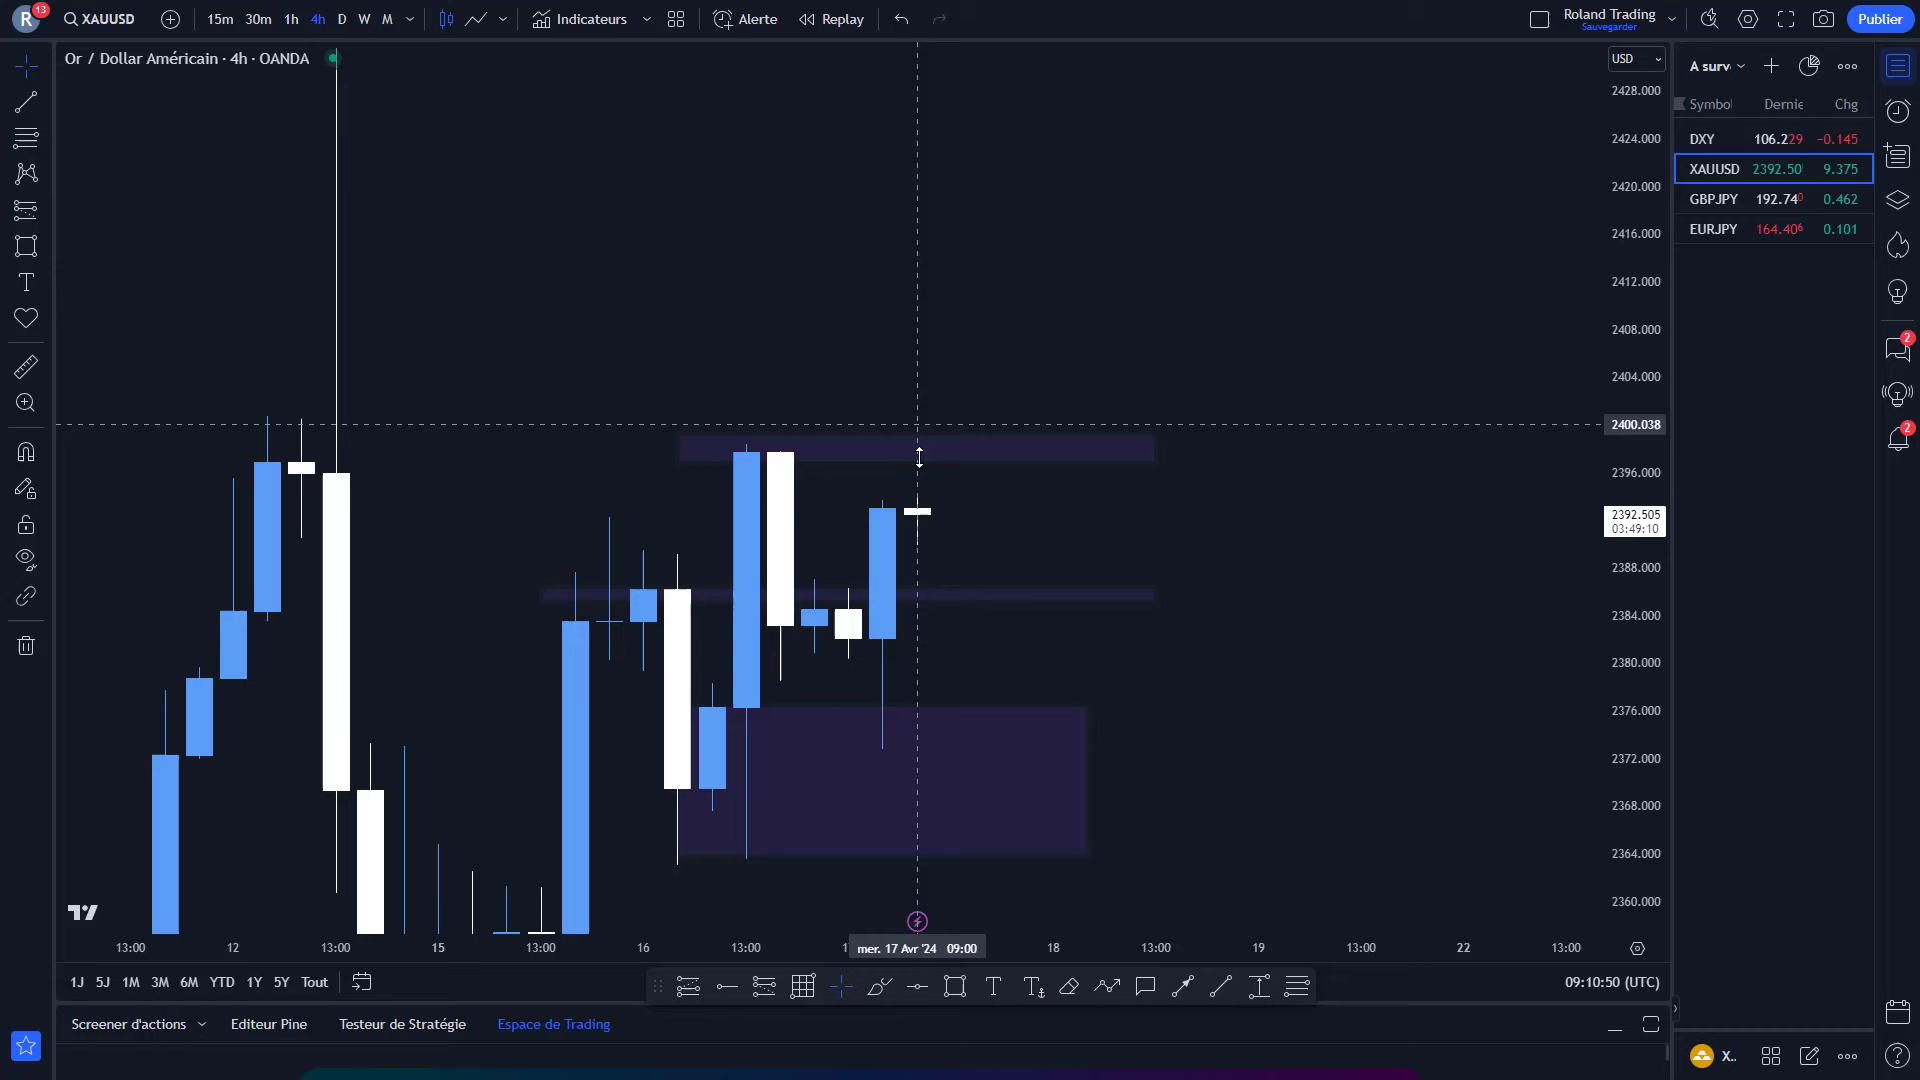 R 13 XAUUSD 15m 30m 1h 4h D W M Indicateurs Alerte Replay Roland Trading Sauvegarder Publier
Or / Dollar Américain · 4h · OANDA
USD
2428.000
2424.000
2420.000
2416.000
2412.000
2408.000
2404.000
2400.038
2396.000
2392.505
03:49:10
2388.000
2384.000
2380.000
2376.000
2372.000
2368.000
2364.000
2360.000
13:00 12 13:00 15 13:00 16 13:00 mer. 17 Avr '24 09:00 18 13:00 19 13:00 22 13:00
1J 5J 1M 3M 6M YTD 1Y 5Y Tout
09:10:50 (UTC)
Screener d'actions Editeur Pine Testeur de Stratégie Espace de Trading
A surv
Symbol Dernie Chg
DXY 106.229 −0.145
XAUUSD 2392.50 9.375
GBPJPY 192.740 0.462
EURJPY 164.406 0.101
2
2
X..